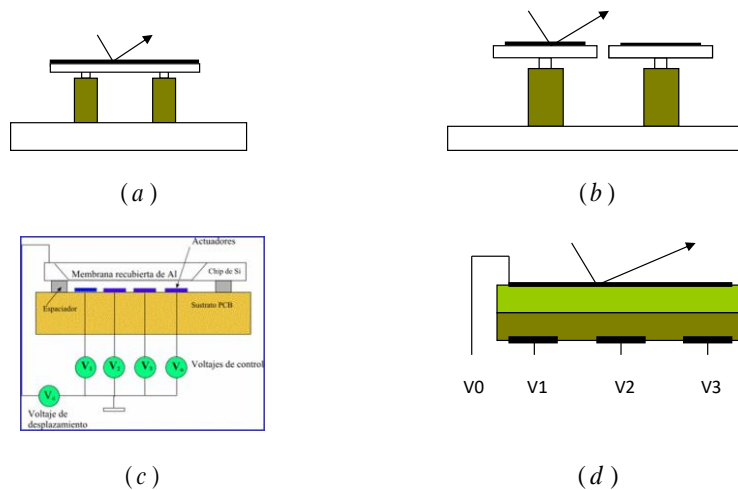 (a)
(b)
Actuadores
Membrana recubierta de Al
Chip de Si
Espaciador
Sustrato PCB
V1
V2
V3
V4
Voltajes de control
V0
Voltaje de
desplazamiento
V0
V1
V2
V3
(c)
(d)